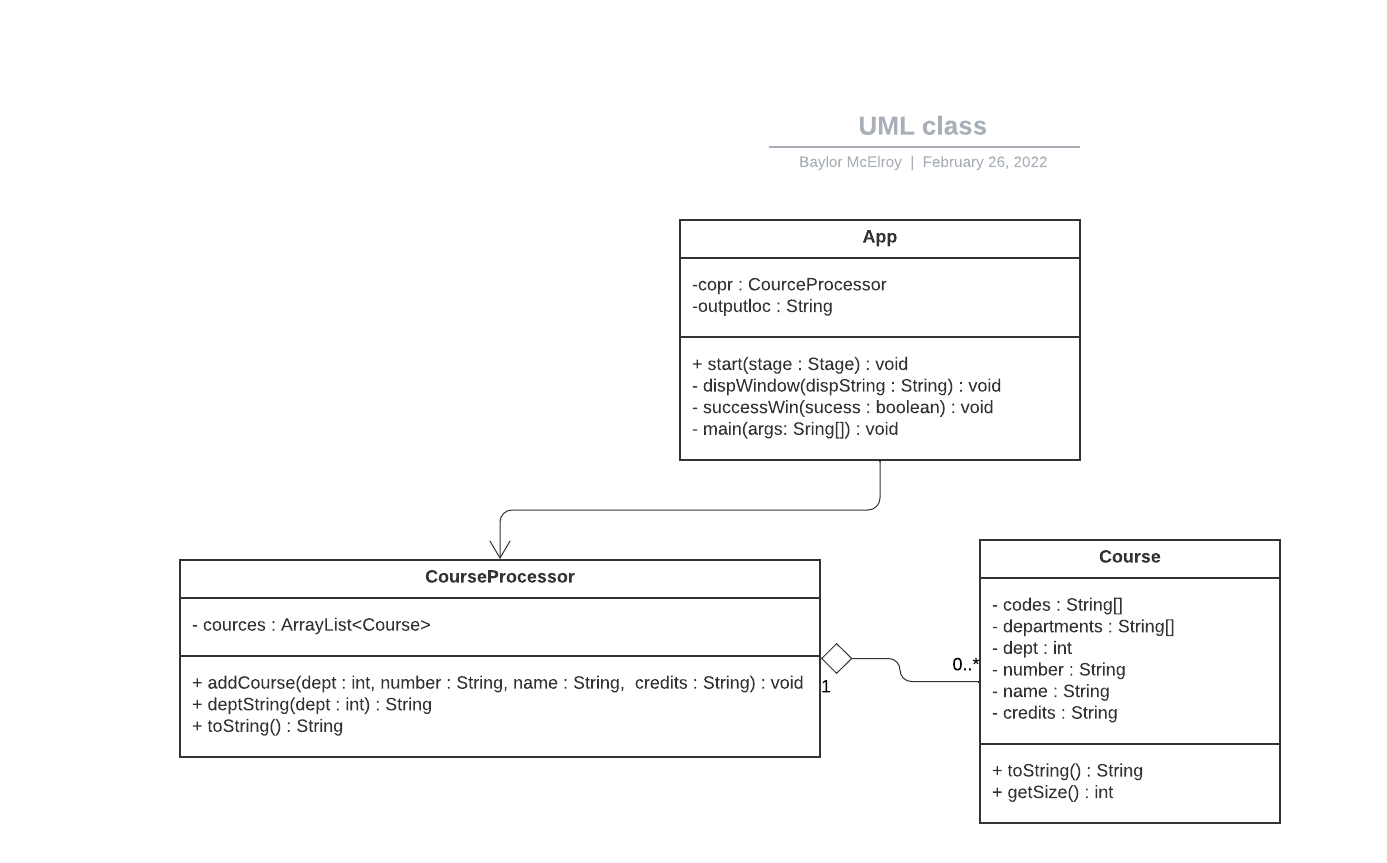 UML class
Baylor McElroy | February 26, 2022
App
-copr : CourceProcessor
-outputloc : String
+ start(stage : Stage) : void
- dispWindow(dispString : String) : void
- successWin(sucess : boolean) : void
- main(args: Sring[]) : void
CourseProcessor
- cources : ArrayList<Course>
+ addCourse(dept : int, number : String, name : String,  credits : String) : void
+ deptString(dept : int) : String
+ toString() : String
1
0..*
Course
- codes : String[]
- departments : String[]
- dept : int
- number : String
- name : String
- credits : String
+ toString() : String
+ getSize() : int